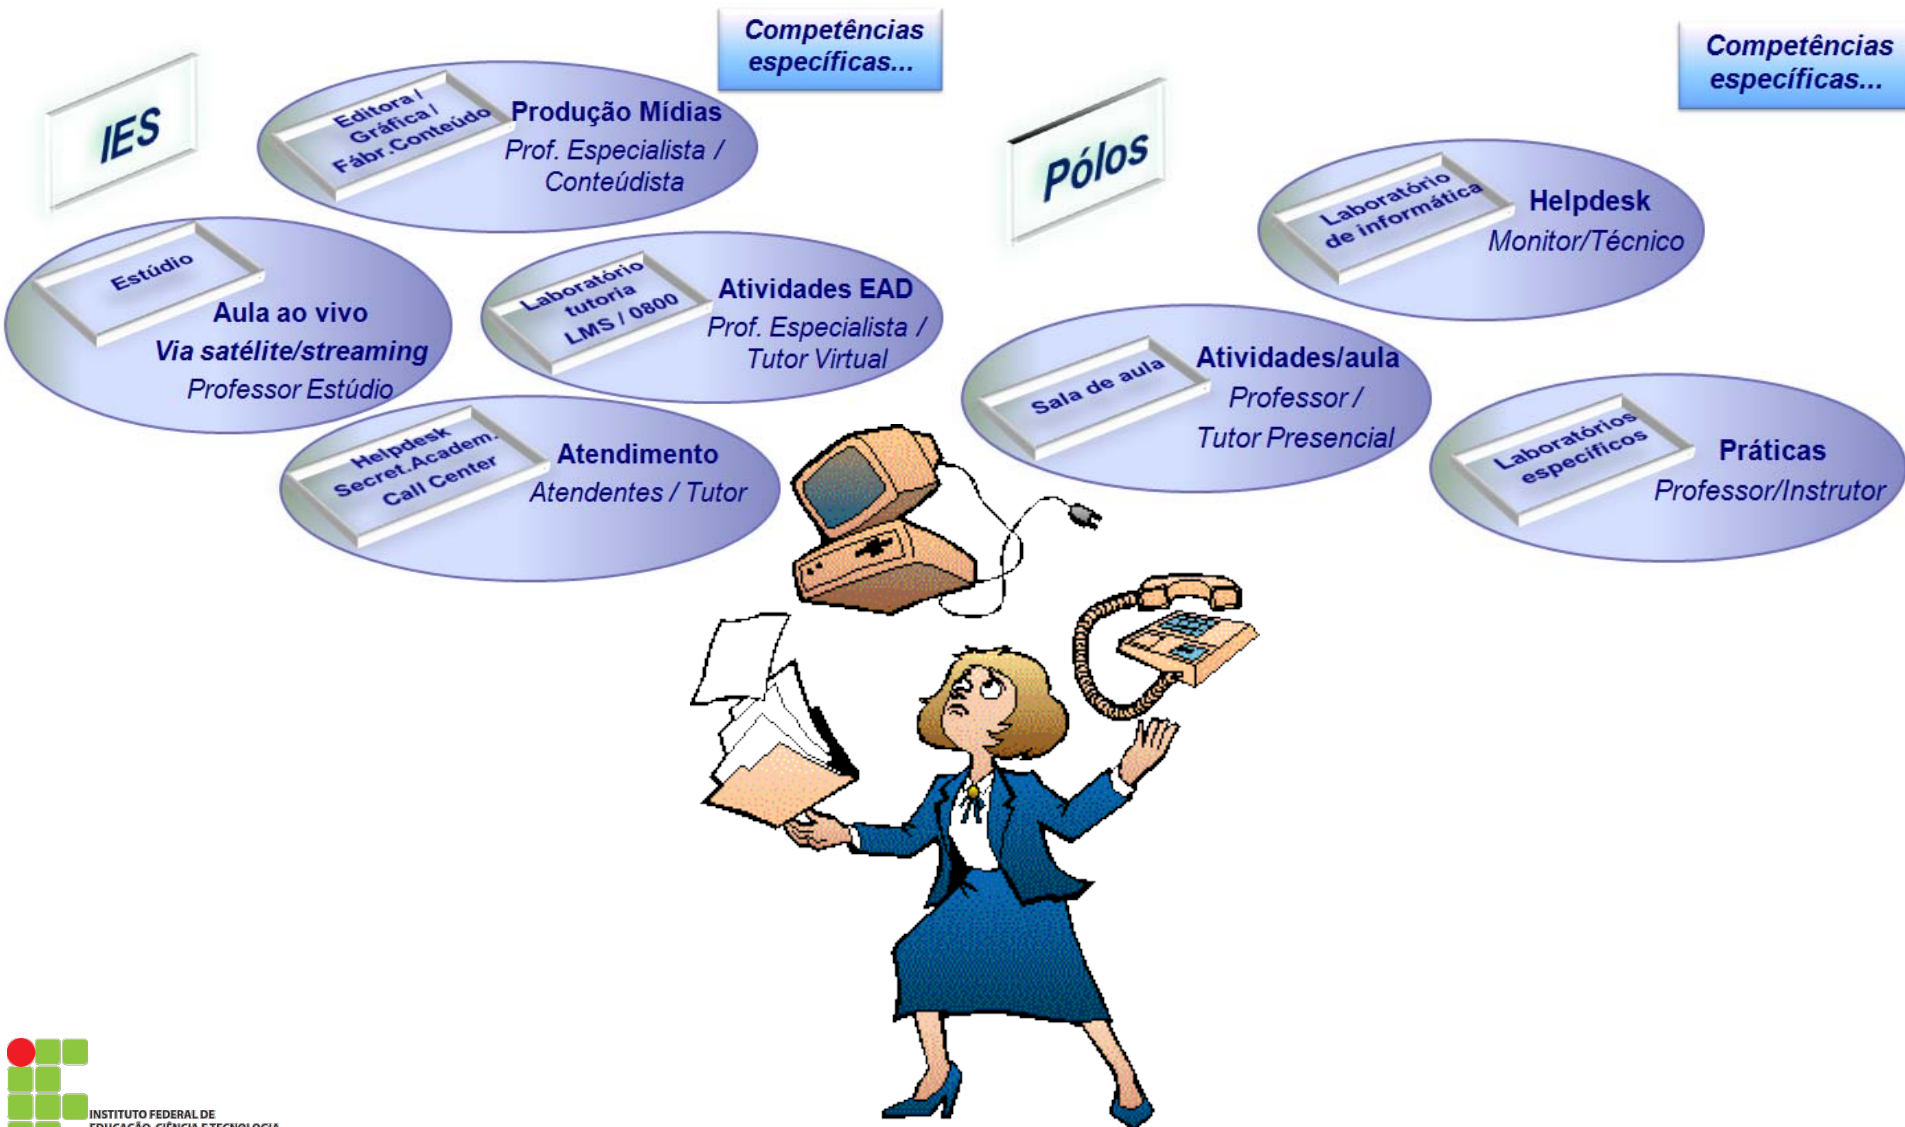 Competências
específicas...
IES
Editora /
Gráfica /
Fábr.Conteúdo
Produção Mídias
Prof. Especialista /
Conteúdista
Estúdio
Aula ao vivo
Via satélite/streaming
Professor Estúdio
Laboratório
tutoria
LMS / 0800
Atividades EAD
Prof. Especialista /
Tutor Virtual
Helpdesk
Secret.Academ.
Call Center
Atendimento
Atendentes / Tutor
Competências
específicas...
Pólos
Laboratório
de informática
Helpdesk
Monitor/Técnico
Sala de aula
Atividades/aula
Professor /
Tutor Presencial
Laboratórios
específicos
Práticas
Professor/Instrutor
INSTITUTO FEDERAL DE
EDUCAÇÃO, CIÊNCIA E TECNOLOGIA